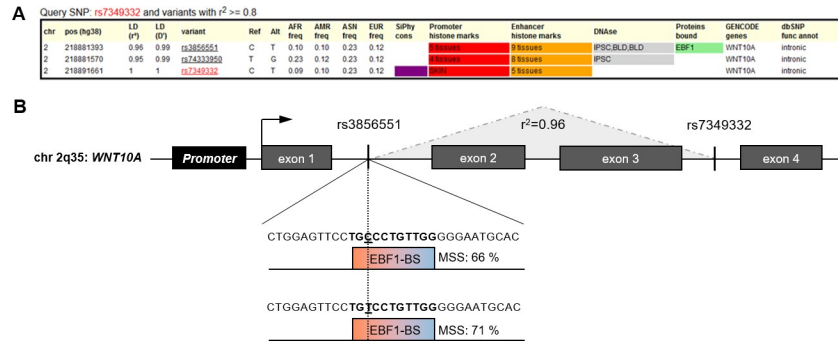 A
Query SNP: rs7349332 and variants with r² >= 0.8
chr pos (hg38) LD (r²) LD (D') variant Ref Alt AFR freq AMR freq ASN freq EUR freq SiPhy cons Promoter histone marks Enhancer histone marks DNAse Proteins bound GENCODE genes dbSNP func annot
2 218881393 0.96 0.99 rs3856551 C T 0.10 0.10 0.23 0.12 5 tissues 9 tissues IPSC,BLD,BLD EBF1 WNT10A intronic
2 218881570 0.95 0.99 rs74333950 T G 0.23 0.12 0.23 0.12 4 tissues 8 tissues IPSC WNT10A intronic
2 218891661 1 1 rs7349332 C T 0.09 0.10 0.23 0.12 SKIN 5 tissues WNT10A intronic
B
rs3856551 r²=0.96 rs7349332
chr 2q35: WNT10A Promoter exon 1 exon 2 exon 3 exon 4
CTGGAGTTCCTGCCCCTGTTGGGGGGAATGCAC
EBF1-BS MSS: 66 %
CTGGAGTTCCTGTCCCTGTTGGGGGGAATGCAC
EBF1-BS MSS: 71 %